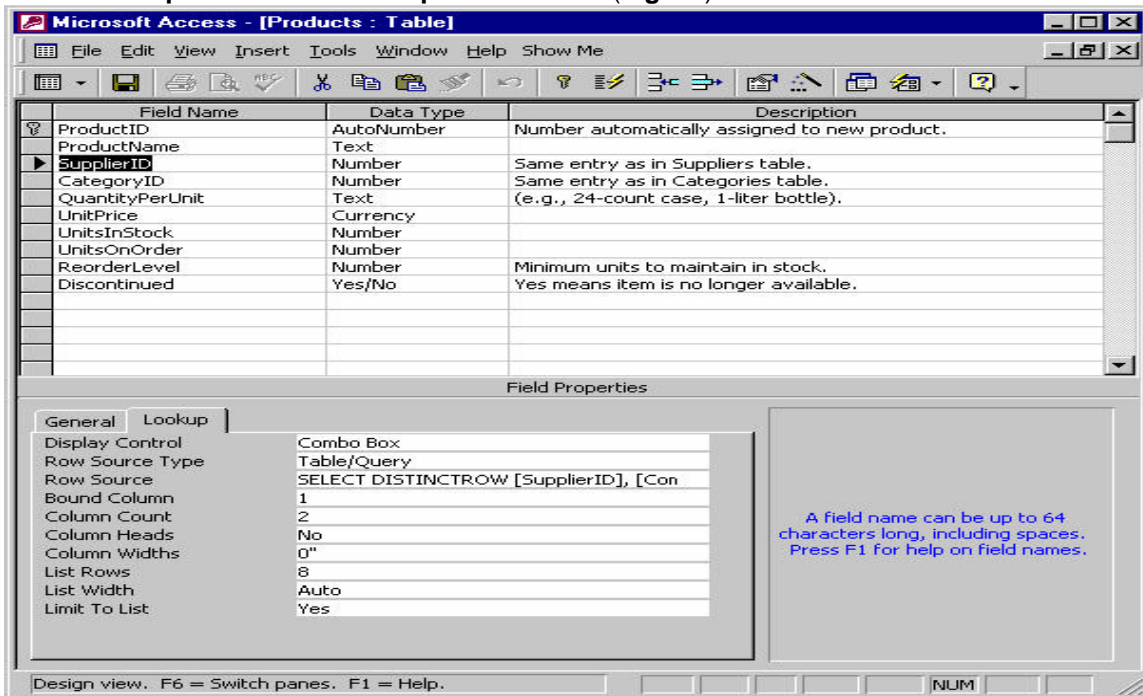 Microsoft Access - [Products : Table]
File Edit View Insert Tools Window Help Show Me
Field Name Data Type Description
ProductID AutoNumber Number automatically assigned to new product.
ProductName Text
SupplierID Number Same entry as in Suppliers table.
CategoryID Number Same entry as in Categories table.
QuantityPerUnit Text (e.g., 24-count case, 1-liter bottle).
UnitPrice Currency
UnitsInStock Number
UnitsOnOrder Number
ReorderLevel Number Minimum units to maintain in stock.
Discontinued Yes/No Yes means item is no longer available.
Field Properties
General Lookup
Display Control Combo Box
Row Source Type Table/Query
Row Source SELECT DISTINCTROW [SupplierID], [Con
Bound Column 1
Column Count 2
Column Heads No
Column Widths 0"
List Rows 8
List Width Auto
Limit To List Yes
A field name can be up to 64
characters long, including spaces.
Press F1 for help on field names.
Design view. F6 = Switch panes. F1 = Help. NUM